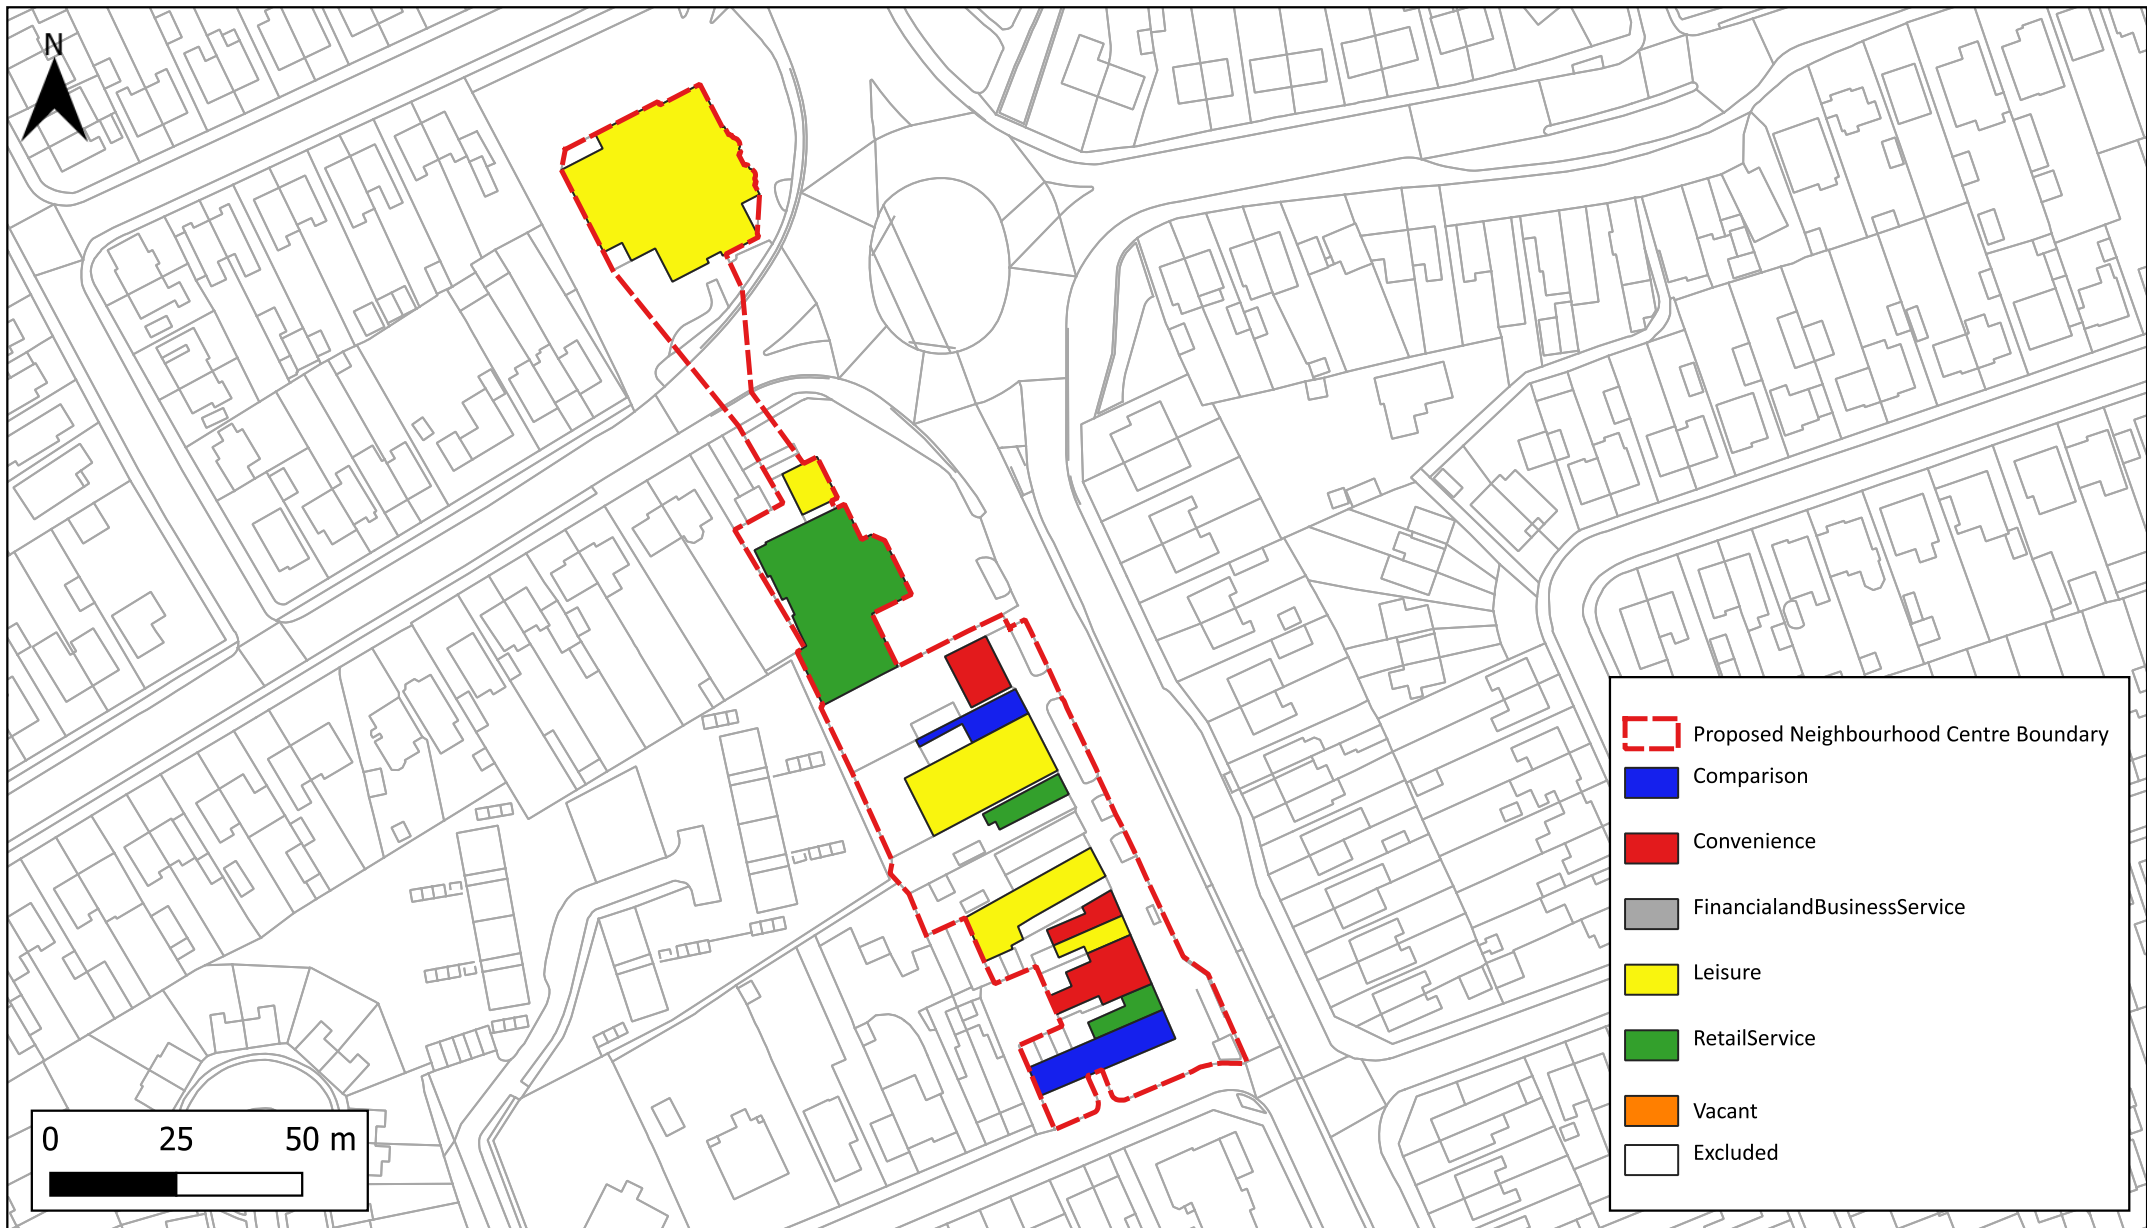 N
Proposed Neighbourhood Centre Boundary
Comparison
Convenience
FinancialandBusinessService
Leisure
RetailService
Vacant
Excluded
0 25 50 m